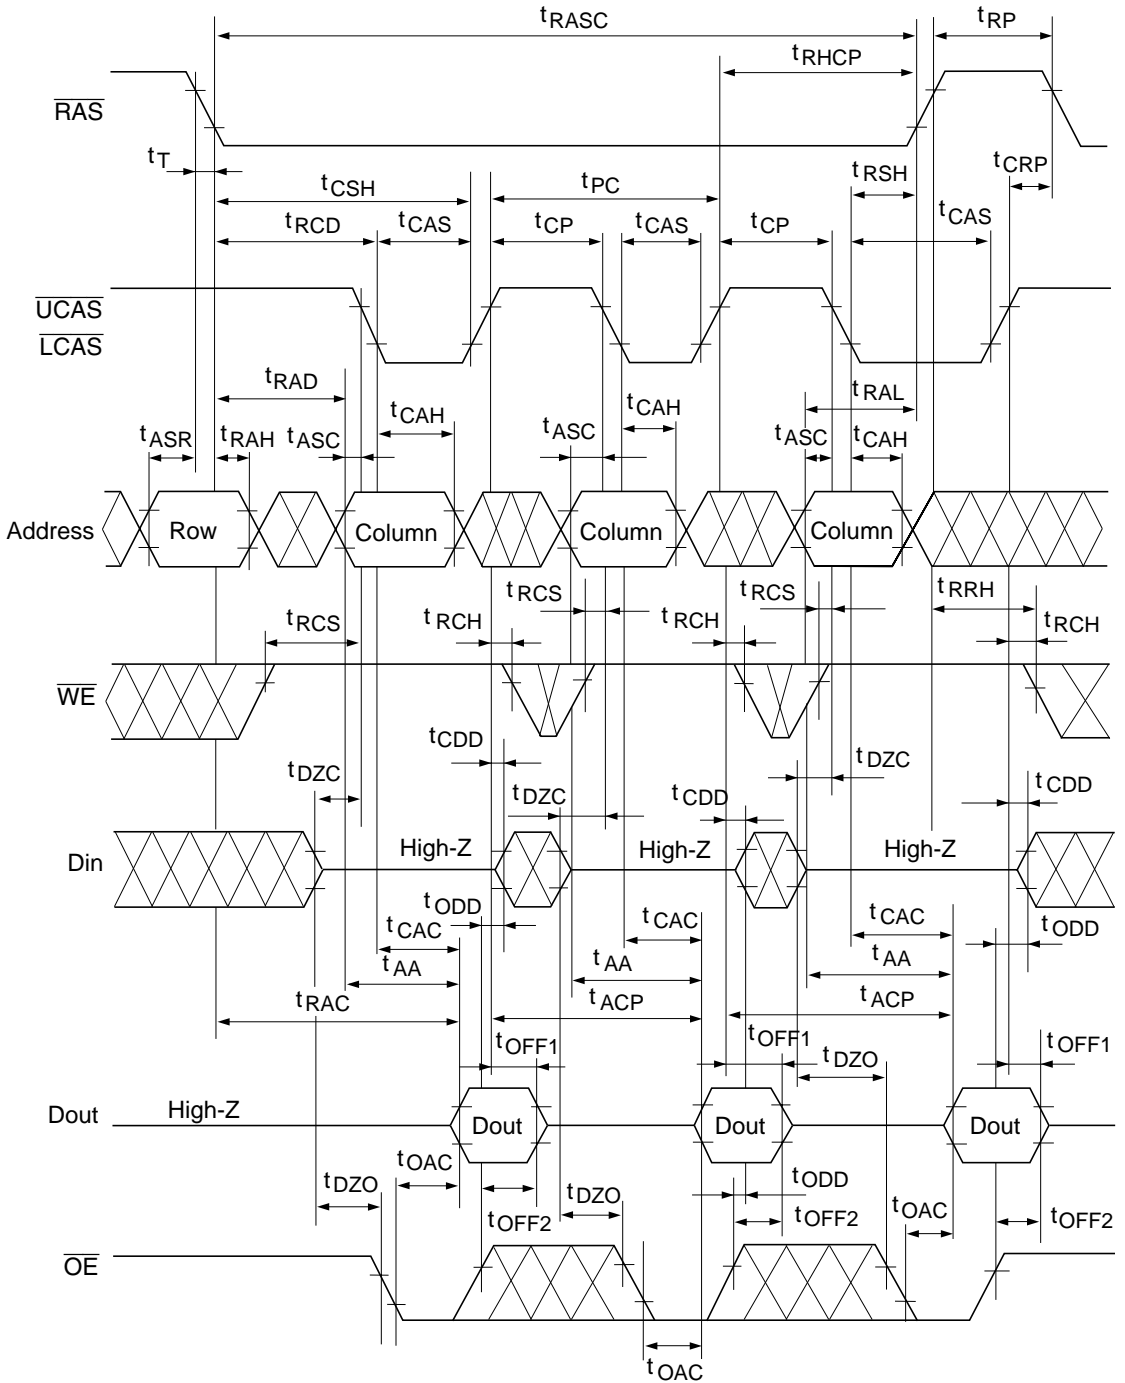 tRASC
tRP
tRHCP
RAS
tT
tCSH
tPC
tRSH
tCRP
tRCD
tCAS
tCP
tCAS
tCP
tCAS
UCAS
LCAS
tRAD
tRAL
tCAH
tCAH
tASR
tRAH
tASC
tASC
tASC
tCAH
Address
Row
Column
Column
Column
tRCS
tRCS
tRRH
tRCS
tRCH
tRCH
tRCH
WE
tCDD
tDZC
tDZC
tDZC
tCDD
tCDD
Din
High-Z
High-Z
High-Z
tODD
tCAC
tCAC
tCAC
tODD
tAA
tAA
tAA
tRAC
tACP
tACP
tOFF1
tOFF1
tDZO
tOFF1
Dout
High-Z
Dout
Dout
Dout
tOAC
tDZO
tDZO
tODD
tOAC
tOFF2
tOFF2
tOFF2
OE
tOAC